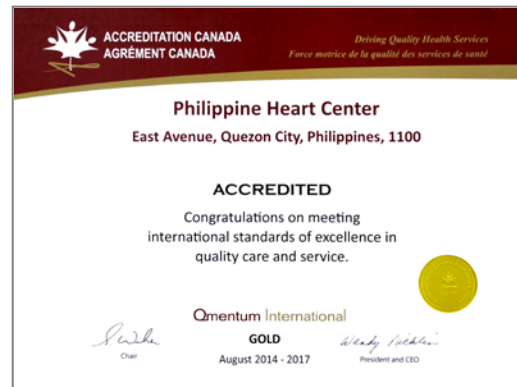 ACCREDITATION CANADA
AGRÉMENT CANADA
Driving Quality Health Services
Force motrice de la qualité des services de santé
Philippine Heart Center
East Avenue, Quezon City, Philippines, 1100
ACCREDITED
Congratulations on meeting
international standards of excellence in
quality care and service.
Qmentum International
GOLD
August 2014 - 2017
Chair
Wendy Nicklin
President and CEO